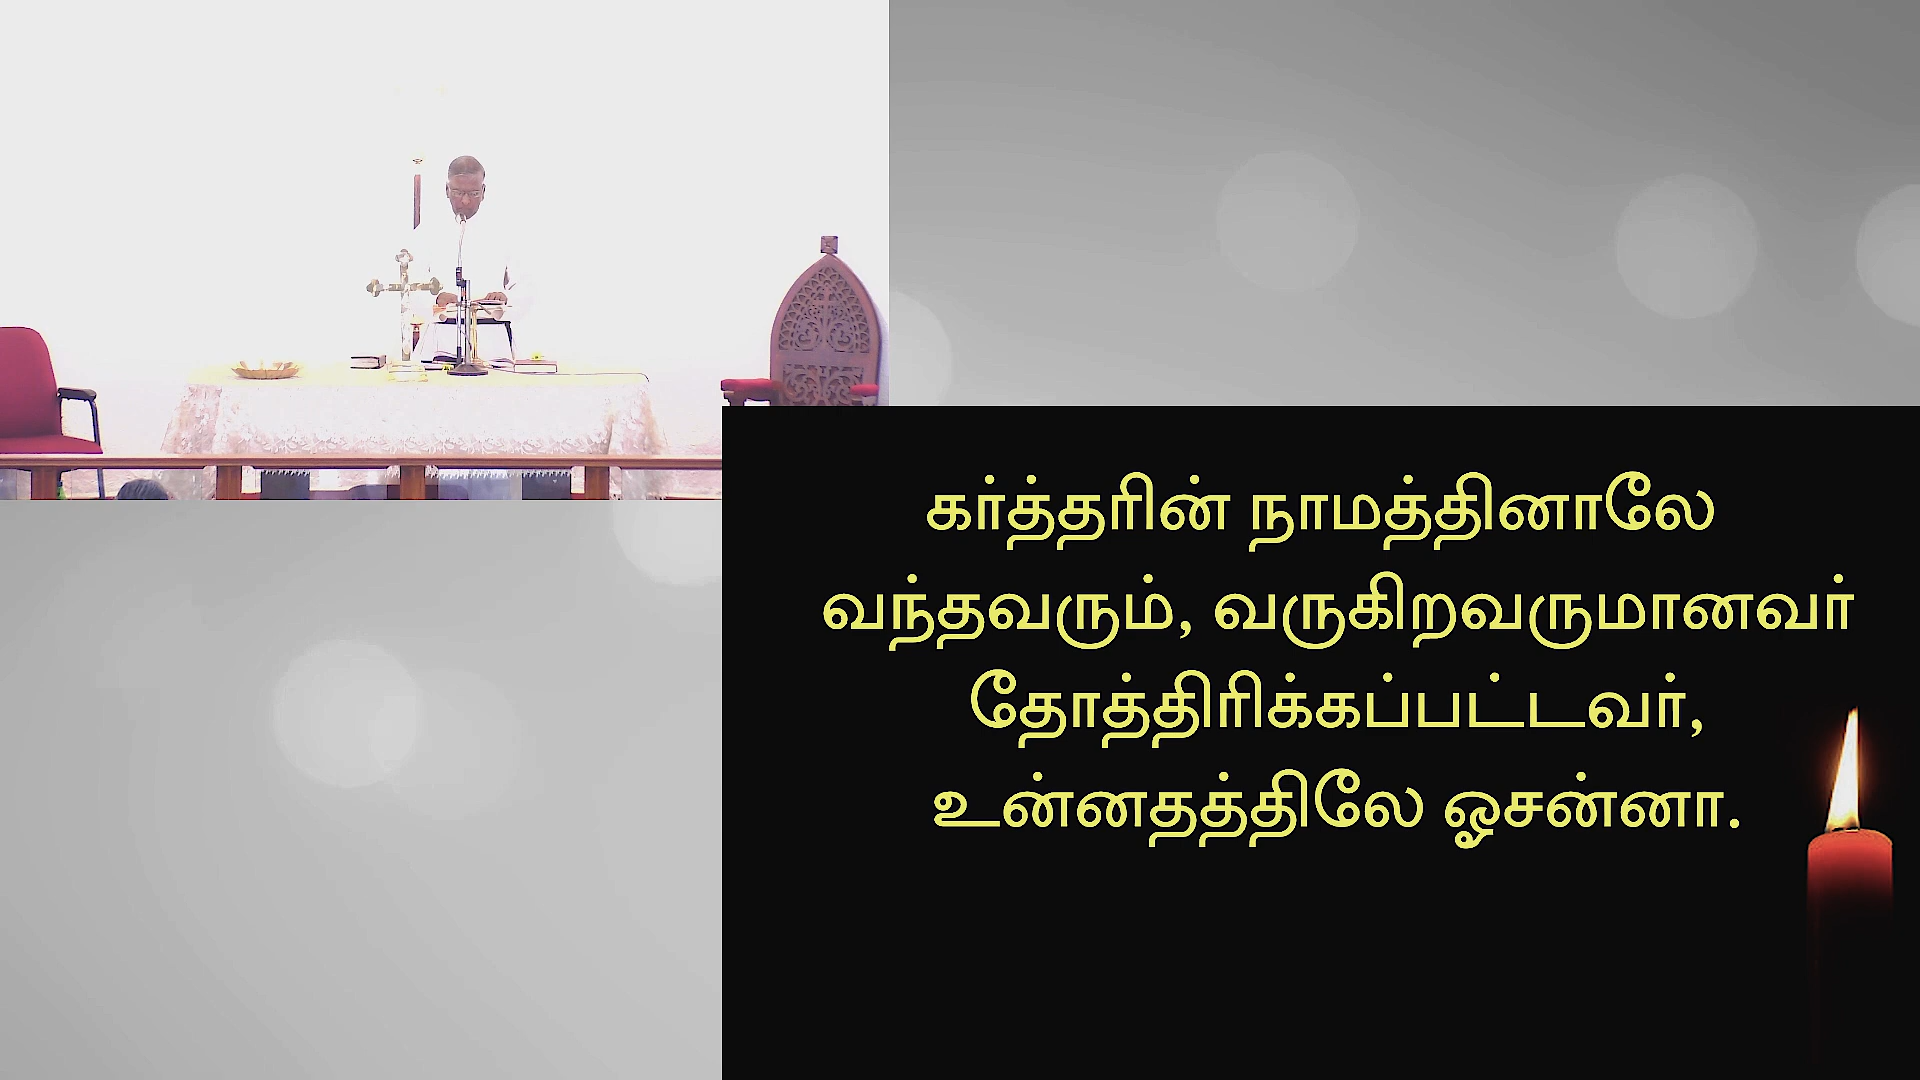 கர்த்தரின் நாமத்தினாலே
வந்தவரும், வருகிறவருமானவர்
தோத்திரிக்கப்பட்டவர்,
உன்னதத்திலே ஓசன்னா.